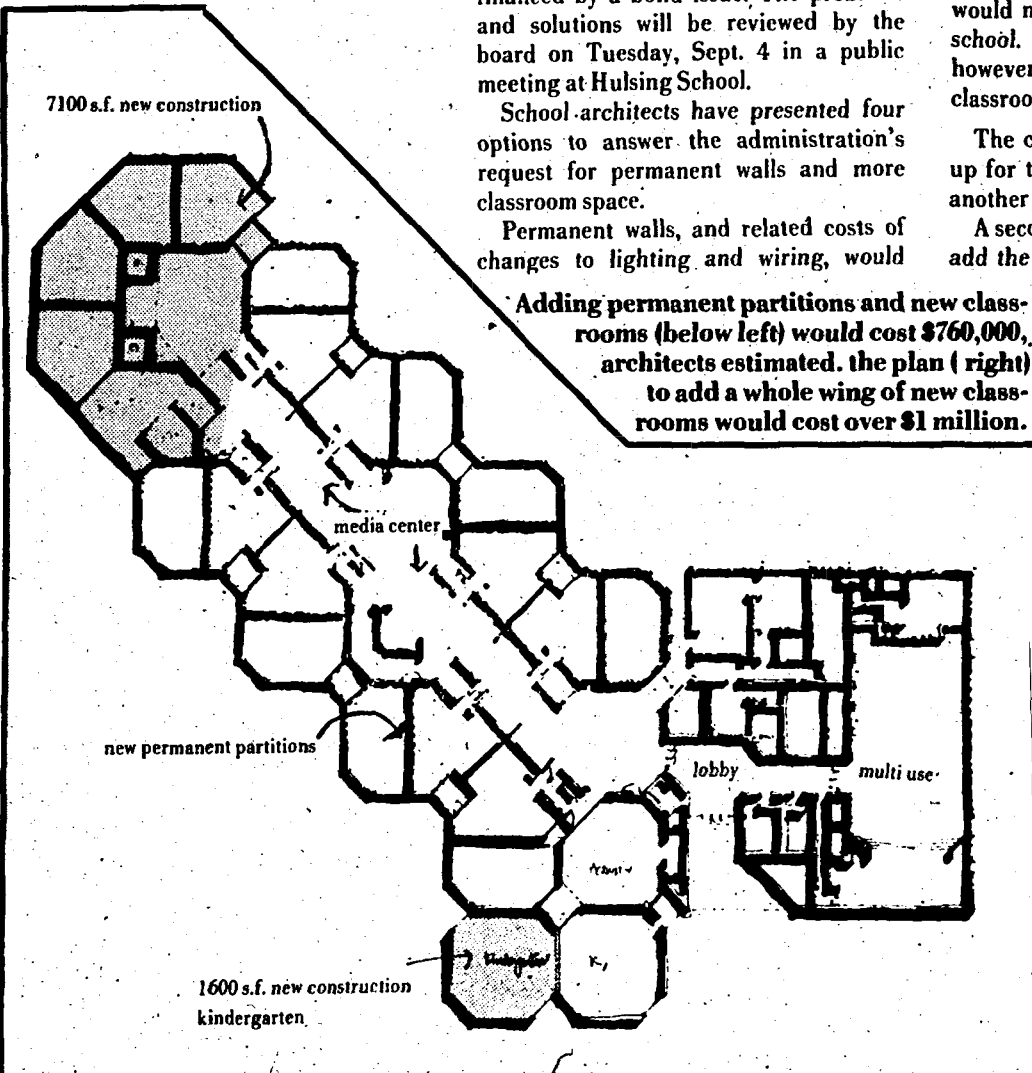 financed by a bond issue. The
and solutions will be reviewed by the
board on Tuesday, Sept. 4 in a public
meeting at Hulsing School.
School architects have presented four
options to answer the administration's
request for permanent walls and more
classroom space.
Permanent walls, and related costs of
changes to lighting and wiring, would
would
school.
however
classroo
The c
up for t
another
A seco
add the
Adding permanent partitions and new class-
rooms (below left) would cost $760,000,
architects estimated. the plan ( right)
to add a whole wing of new class-
rooms would cost over $1 million.
7100 s.f. new construction
media center
new permanent partitions
lobby
multi use
K,
1600 s.f. new construction
kindergarten